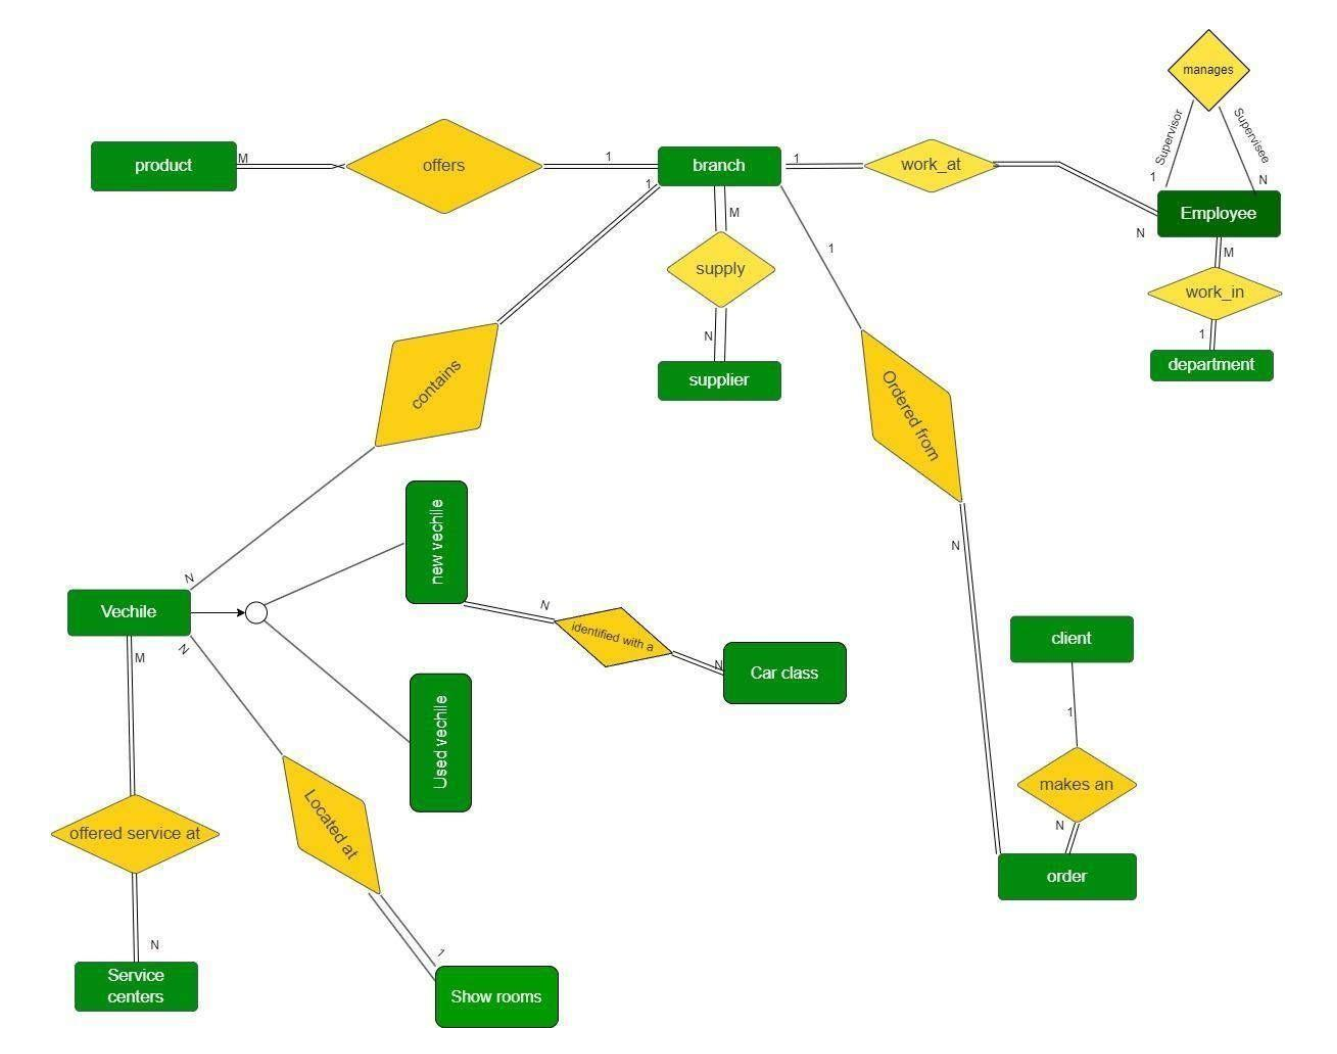 manages
Supervisor
Supervisee
1
N
product
M
offers
1
branch
1
work_at
N
Employee
1
M
supply
N
supplier
1
M
work_in
1
department
contains
N
Ordered from
N
new vechile
Vechile
N
M
N
identified with a
N
Car class
Used vechile
client
1
makes an
N
order
offered service at
N
Service
centers
Located at
1
Show rooms